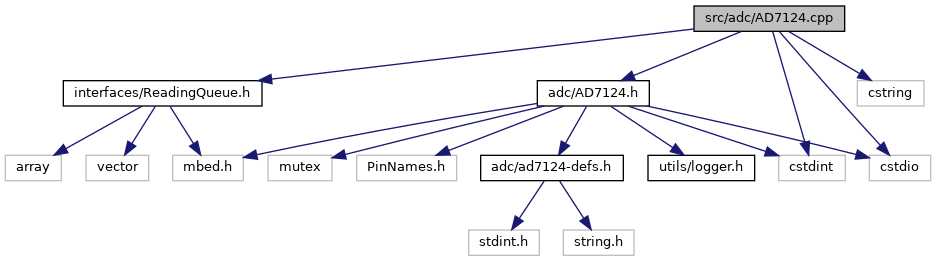 src/adc/AD7124.cpp
interfaces/ReadingQueue.h
adc/AD7124.h
cstring
array
vector
mbed.h
mutex
PinNames.h
adc/ad7124-defs.h
utils/logger.h
cstdint
cstdio
stdint.h
string.h